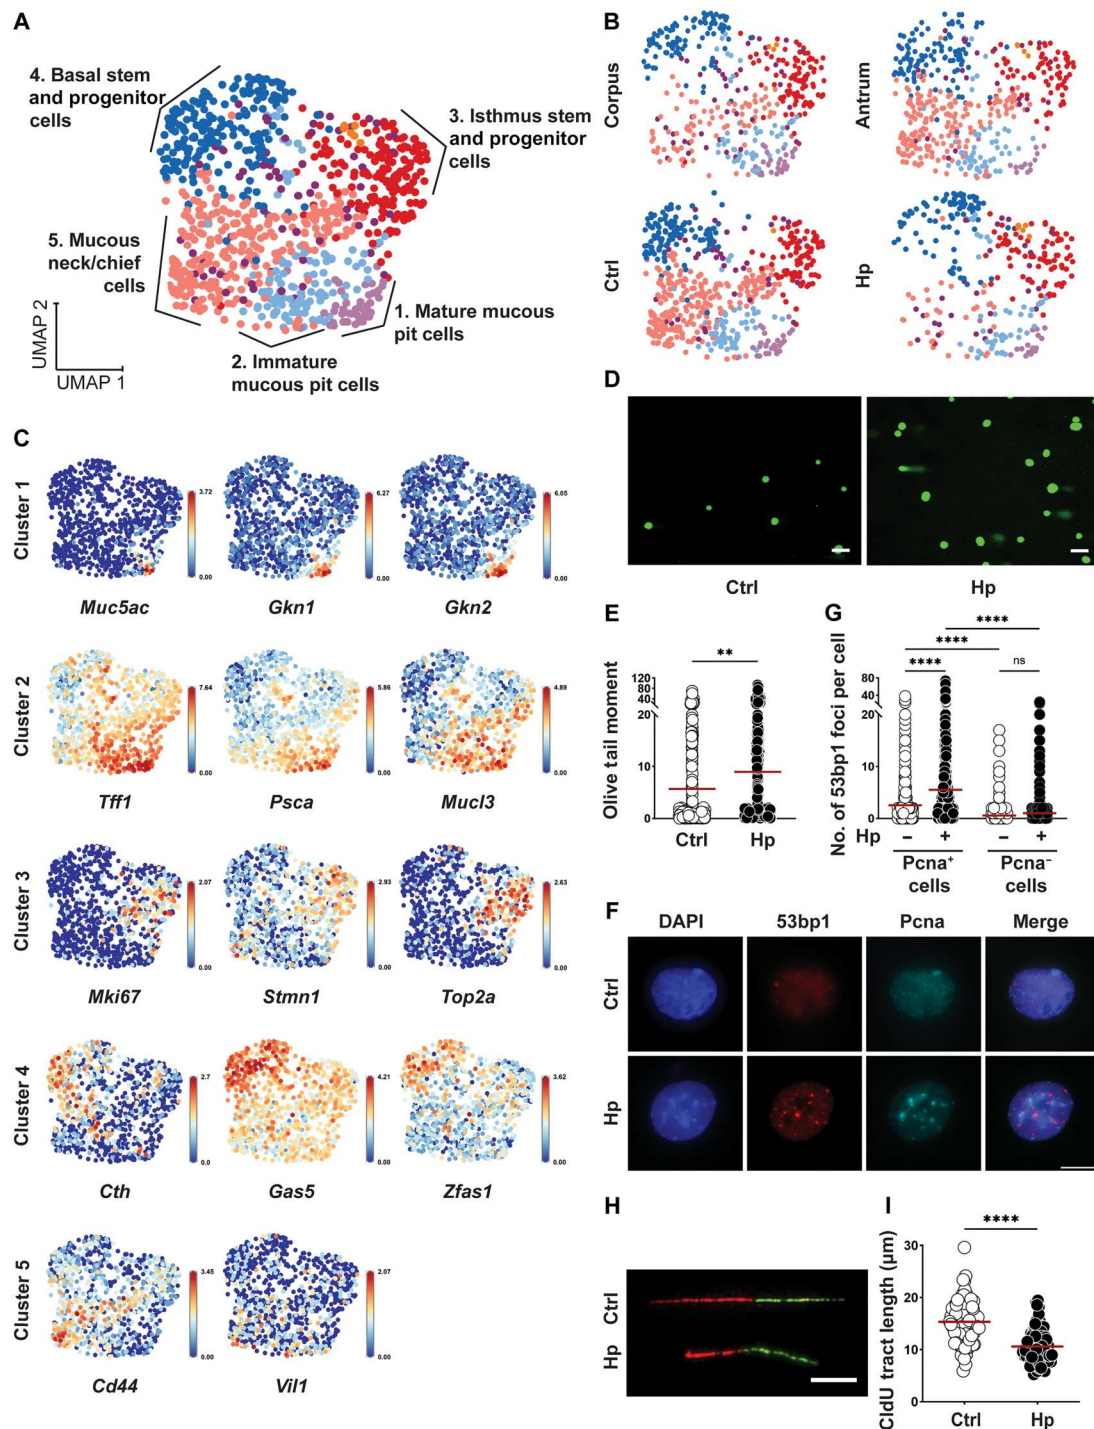 A
4. Basal stem
and progenitor
cells
3. Isthmus stem
and progenitor
cells
5. Mucous
neck/chief
cells
1. Mature mucous
pit cells
2. Immature
mucous pit cells
UMAP 2
UMAP 1
B
Corpus
Antrum
Ctrl
Hp
C
Cluster 1
3.72
0.00
6.27
0.00
6.05
0.00
Muc5ac
Gkn1
Gkn2
Cluster 2
7.64
0.00
5.86
0.00
4.89
0.00
Tff1
Psca
Mucl3
Cluster 3
2.07
0.00
2.93
0.00
2.63
0.00
Mki67
Stmn1
Top2a
Cluster 4
2.7
0.0
4.21
0.00
3.62
0.00
Cth
Gas5
Zfas1
Cluster 5
3.45
0.00
2.07
0.00
Cd44
Vil1
D
Ctrl
Hp
E
Olive tail moment
120
80
40
20
10
0
**
Ctrl
Hp
G
No. of 53bp1 foci per cell
80
60
40
20
10
0
****
****
****
ns
Hp − + − +
Pcna⁺
cells
Pcna⁻
cells
F
DAPI
53bp1
Pcna
Merge
Ctrl
Hp
H
Ctrl
Hp
I
CldU tract length (µm)
30
20
10
0
****
Ctrl
Hp